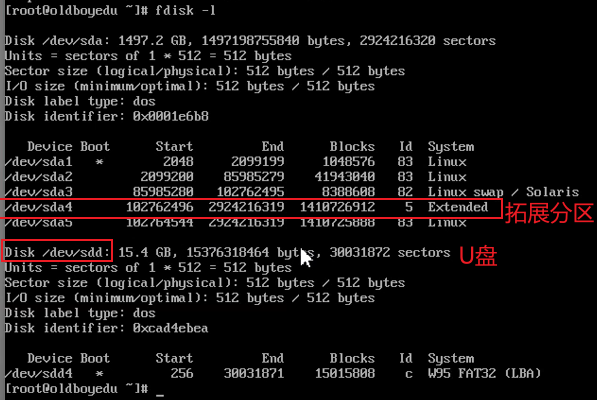 [root@oldboyedu ~]# fdisk -l
Disk /dev/sda: 1497.2 GB, 1497198755840 bytes, 2924216320 sectors
Units = sectors of 1 * 512 = 512 bytes
Sector size (logical/physical): 512 bytes / 512 bytes
I/O size (minimum/optimal): 512 bytes / 512 bytes
Disk label type: dos
Disk identifier: 0x0001e6b8
Device Boot Start End Blocks Id System
/dev/sda1 * 2048 2099199 1048576 83 Linux
/dev/sda2 2099200 85985279 41943040 83 Linux
/dev/sda3 85985280 102762495 8388608 82 Linux swap / Solaris
/dev/sda4 102762496 2924216319 1410726912 5 Extended 拓展分区
/dev/sda5 102764544 2924216319 1410725888 83 Linux
Disk /dev/sdd: 15.4 GB, 15376318464 bytes, 30031872 sectors U盘
Units = sectors of 1 * 512 = 512 bytes
Sector size (logical/physical): 512 bytes / 512 bytes
I/O size (minimum/optimal): 512 bytes / 512 bytes
Disk label type: dos
Disk identifier: 0xcad4ebea
Device Boot Start End Blocks Id System
/dev/sdd4 256 30031871 15015808 c W95 FAT32 (LBA)
[root@oldboyedu ~]# _